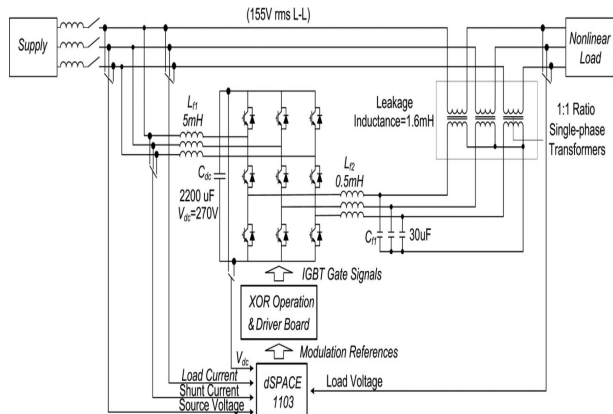 (155V rms L-L)
Supply
Nonlinear
Load
Leakage
Inductance=1.6mH
1:1 Ratio
Single-phase
Transformers
Lf1
5mH
Cdc
2200 uF
Vdc=270V
Lf2
0.5mH
Cf1
30uF
IGBT Gate Signals
XOR Operation
& Driver Board
Modulation References
Vdc
Load Current
Shunt Current
Source Voltage
dSPACE
1103
Load Voltage